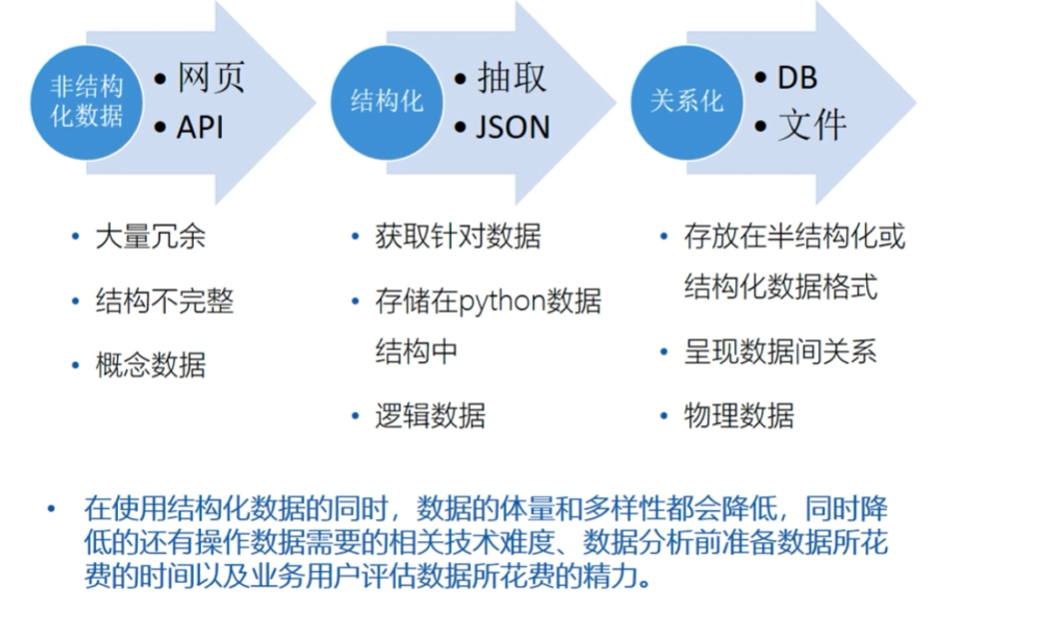 非结构
化数据
• 网页
• API
结构化
• 抽取
• JSON
关系化
• DB
• 文件
• 大量冗余
• 结构不完整
• 概念数据
• 获取针对数据
• 存储在python数据
结构中
• 逻辑数据
• 存放在半结构化或
结构化数据格式
• 呈现数据间关系
• 物理数据
• 在使用结构化数据的同时，数据的体量和多样性都会降低，同时降
低的还有操作数据需要的相关技术难度、数据分析前准备数据所花
费的时间以及业务用户评估数据所花费的精力。